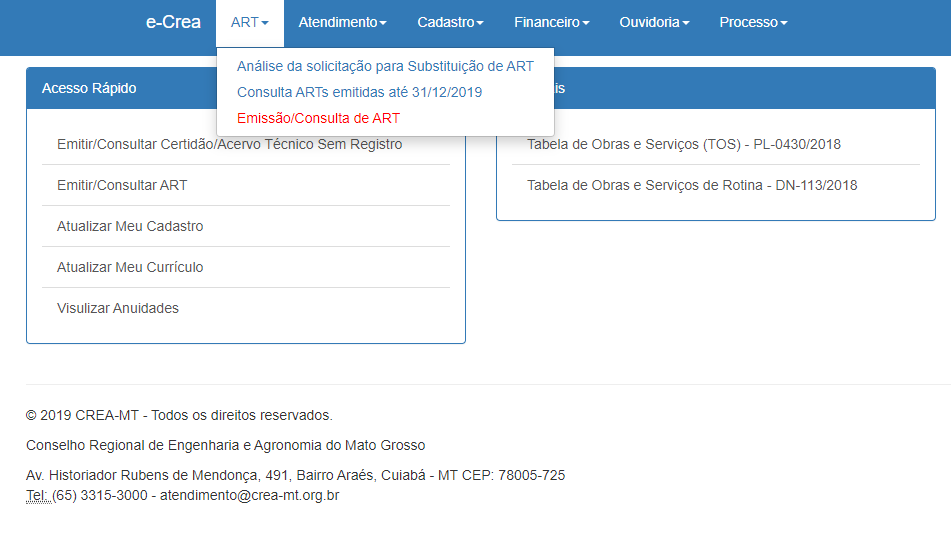 e-Crea ART Atendimento Cadastro Financeiro Ouvidoria Processo
Análise da solicitação para Substituição de ART
Consulta ARTs emitidas até 31/12/2019
Emissão/Consulta de ART
Acesso Rápido
Emitir/Consultar Certidão/Acervo Técnico Sem Registro
Emitir/Consultar ART
Atualizar Meu Cadastro
Atualizar Meu Currículo
Visulizar Anuidades
Tabela de Obras e Serviços (TOS) - PL-0430/2018
Tabela de Obras e Serviços de Rotina - DN-113/2018
© 2019 CREA-MT - Todos os direitos reservados.
Conselho Regional de Engenharia e Agronomia do Mato Grosso
Av. Historiador Rubens de Mendonça, 491, Bairro Araés, Cuiabá - MT CEP: 78005-725
Tel: (65) 3315-3000 - atendimento@crea-mt.org.br